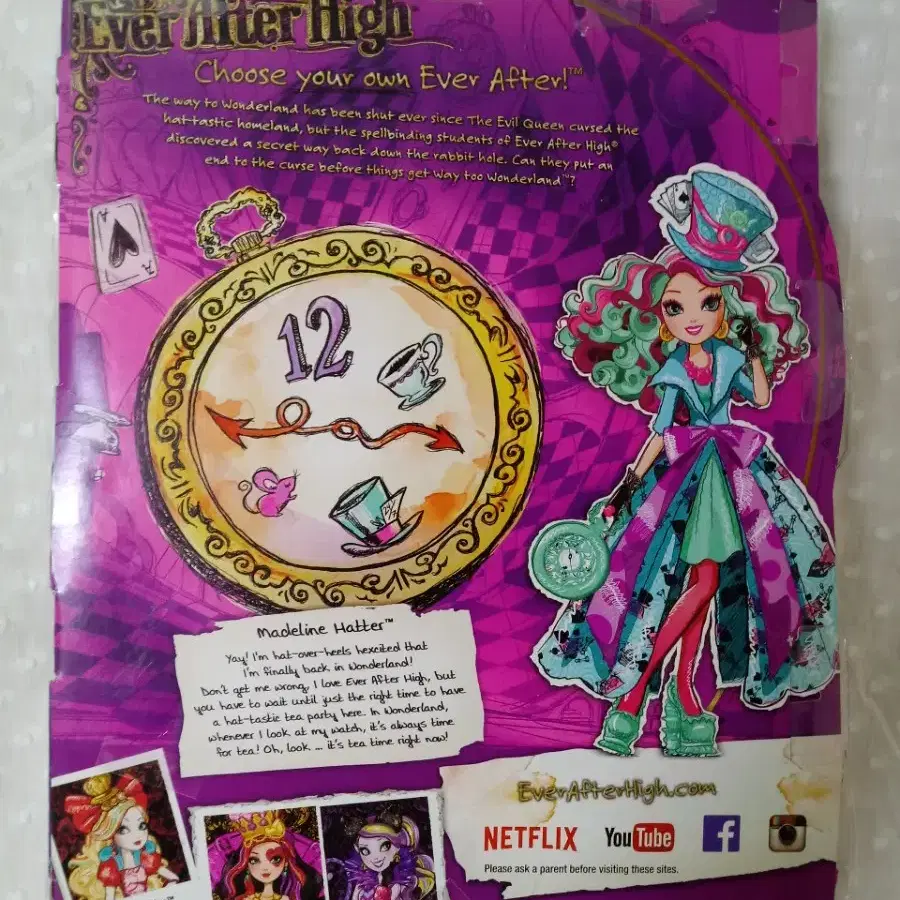 Ever After High
Choose your own Ever After!™
The way to Wonderland has been shut ever since The Evil Queen cursed the
hat-tastic homeland, but the spellbinding students of Ever After High®
discovered a secret way back down the rabbit hole. Can they put an
end to the curse before things get Way too Wonderland™?
A
A
12
Madeline Hatter™
Yay! I'm hat-over-heels hexcited that
I'm finally back in Wonderland!
Don't get me wrong, I love Ever After High, but
you have to wait until just the right time to have
a hat-tastic tea party here. In Wonderland,
whenever I look at my watch, it's always time
for tea! Oh, look ... it's tea time right now!
EverAfterHigh.com
NETFLIX
YouTube
f
Please ask a parent before visiting these sites.